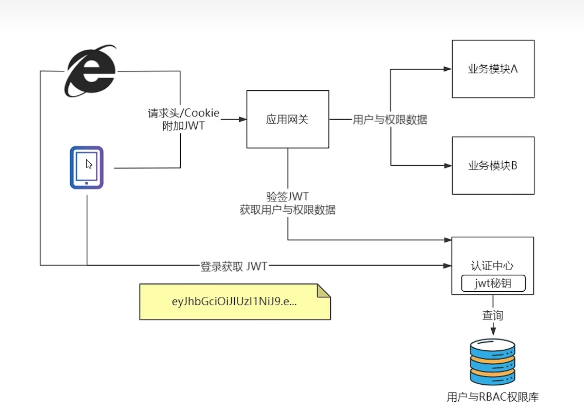 业务模块A
请求头/Cookie
附加JWT
应用网关
用户与权限数据
业务模块B
验签JWT
获取用户与权限数据
登录获取 JWT
认证中心
jwt秘钥
eyJhbGciOiJIUzI1NiJ9.e...
查询
用户与RBAC权限库